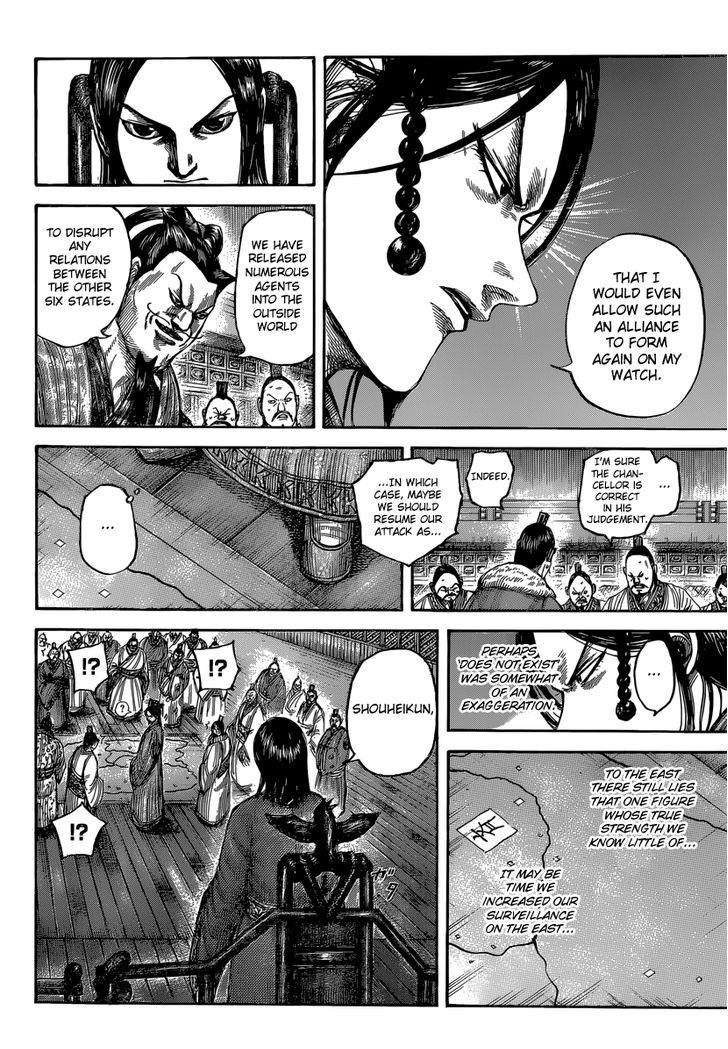 THAT I
WOULD EVEN
ALLOW SUCH
AN ALLIANCE
TO FORM
AGAIN ON MY
WATCH.
WE HAVE
RELEASED
NUMEROUS
AGENTS
INTO THE
OUTSIDE
WORLD
TO DISRUPT
ANY
RELATIONS
BETWEEN
THE OTHER
SIX STATES.
...
I'M SURE
THE CHAN-
CELLOR IS
CORRECT
IN HIS
JUDGEMENT.
INDEED.
...IN WHICH
CASE, MAYBE
WE SHOULD
RESUME OUR
ATTACK AS...
...
...
PERHAPS,
'DOES NOT EXIST'
WAS SOMEWHAT
OF AN
EXAGGERATION.
TO THE EAST
THERE STILL LIES
THAT ONE FIGURE
WHOSE TRUE
STRENGTH WE
KNOW LITTLE OF...
IT MAY BE
TIME WE
INCREASED OUR
SURVEILLANCE
ON THE EAST...
SHOUHEIKUN,
ガタ
!?
!?
?
!?